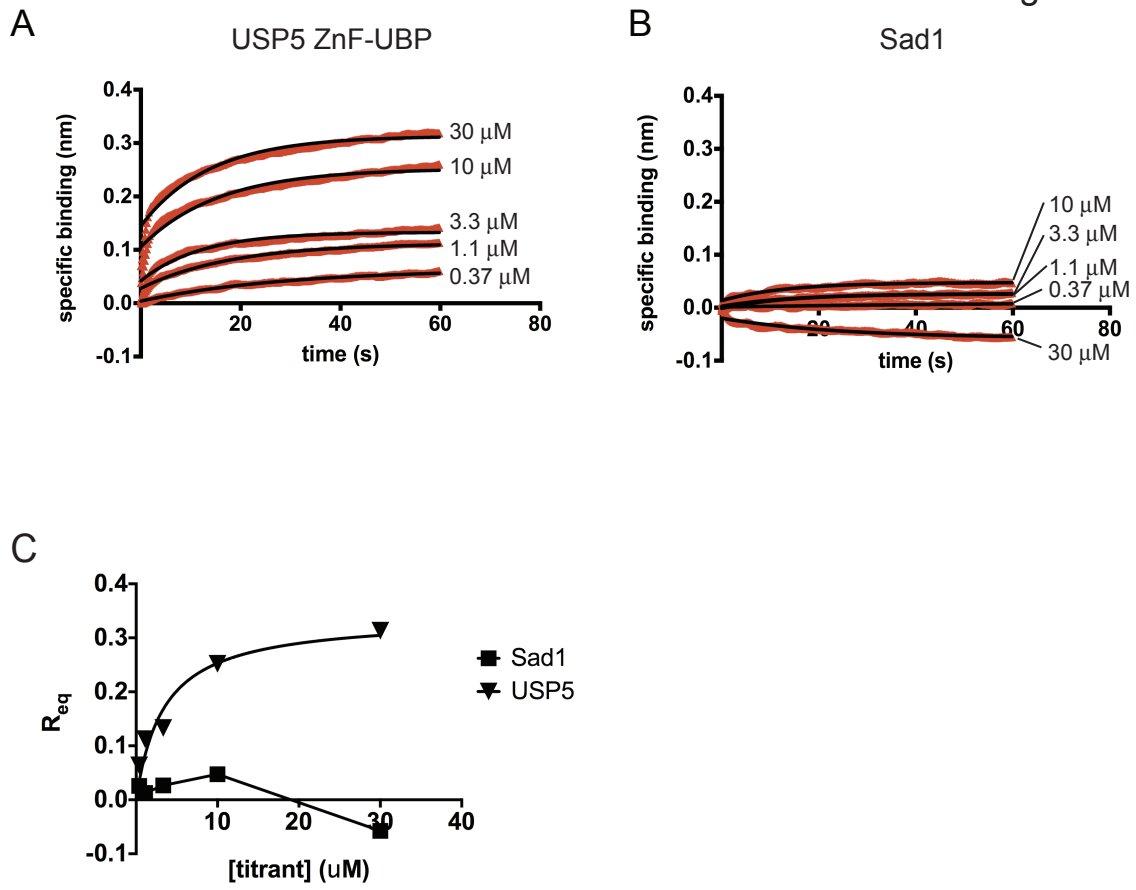 g
A
USP5 ZnF-UBP
specific binding (nm)
0.4
0.3
0.2
0.1
0.0
-0.1
20
40
60
80
time (s)
30 μM
10 μM
3.3 μM
1.1 μM
0.37 μM
B
Sad1
specific binding (nm)
0.4
0.3
0.2
0.1
0.0
-0.1
20
40
60
80
time (s)
10 μM
3.3 μM
1.1 μM
0.37 μM
30 μM
C
Req
0.4
0.3
0.2
0.1
0.0
-0.1
10
20
30
40
[titrant] (uM)
Sad1
USP5